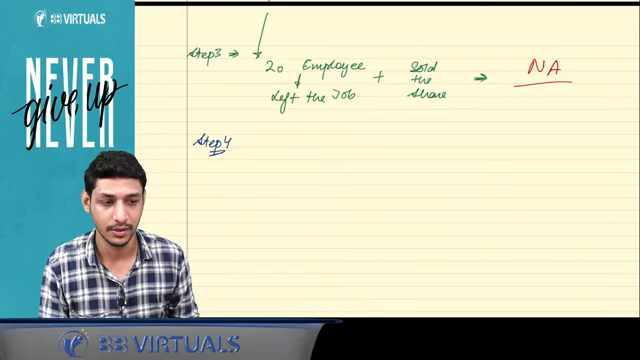 BB VIRTUALS
NEVER
give up
NEVER
Step3 ⇒
20 Employee + Sold ⇒ NA
Left the Job
the
Share
Step4
BB VIRTUALS